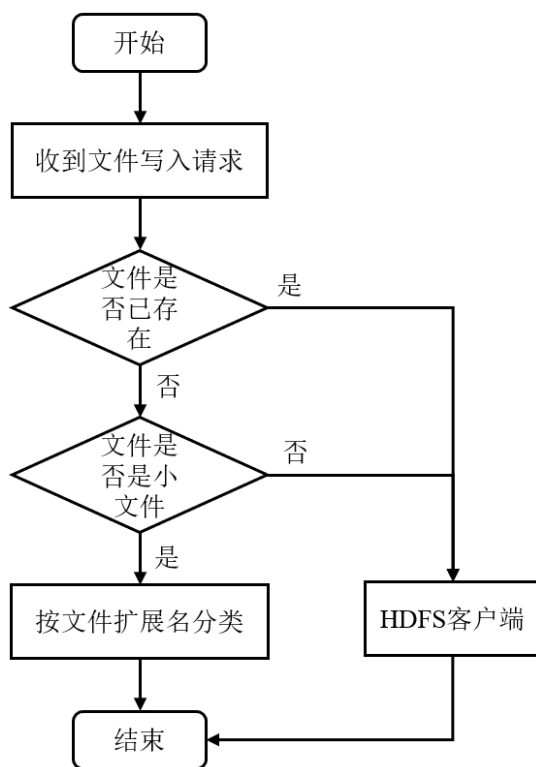 开始
收到文件写入请求
文件是
否已存
在
是
否
文件是
否是小
文件
否
是
按文件扩展名分类
HDFS客户端
结束